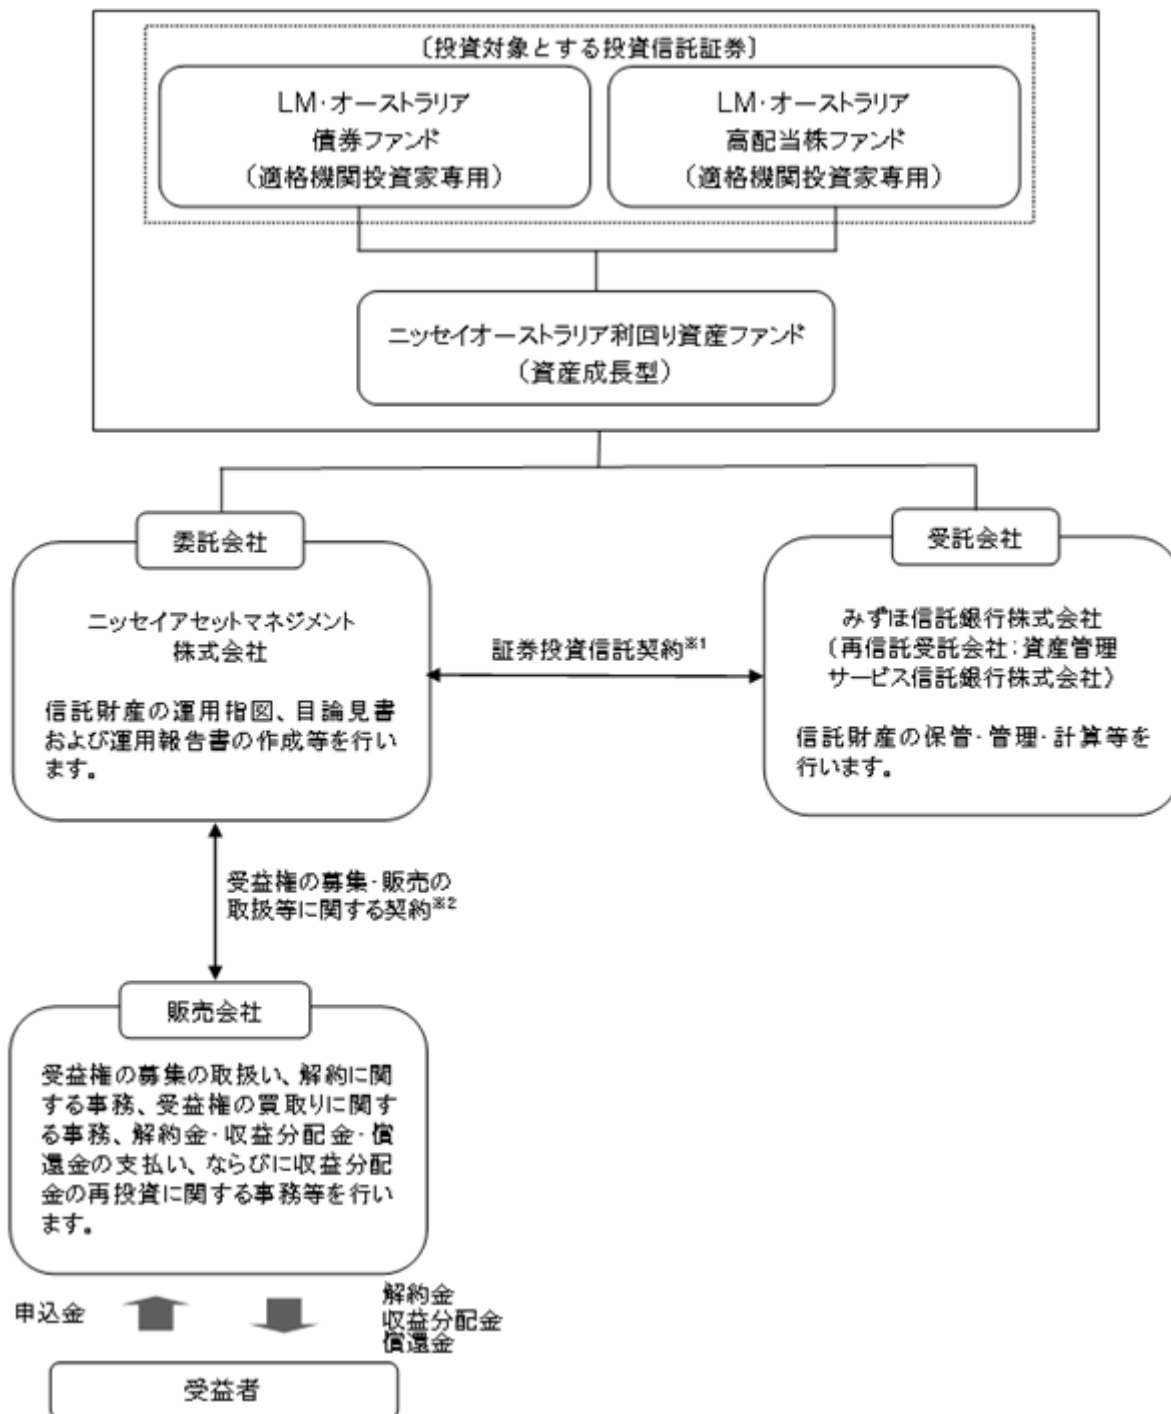 〔投資対象とする投資信託証券〕
LM・オーストラリア
債券ファンド
（適格機関投資家専用）
LM・オーストラリア
高配当株ファンド
（適格機関投資家専用）
ニッセイオーストラリア利回り資産ファンド
（資産成長型）
委託会社
ニッセイアセットマネジメント
株式会社
信託財産の運用指図、目論見書
および運用報告書の作成等を行い
ます。
証券投資信託契約※1
受託会社
みずほ信託銀行株式会社
（再信託受託会社：資産管理
サービス信託銀行株式会社）
信託財産の保管・管理・計算等を
行います。
受益権の募集・販売の
取扱等に関する契約※2
販売会社
受益権の募集の取扱い、解約に関
する事務、受益権の買取りに関す
る事務、解約金・収益分配金・償
還金の支払い、ならびに収益分配
金の再投資に関する事務等を行い
ます。
申込金
解約金
収益分配金
償還金
受益者